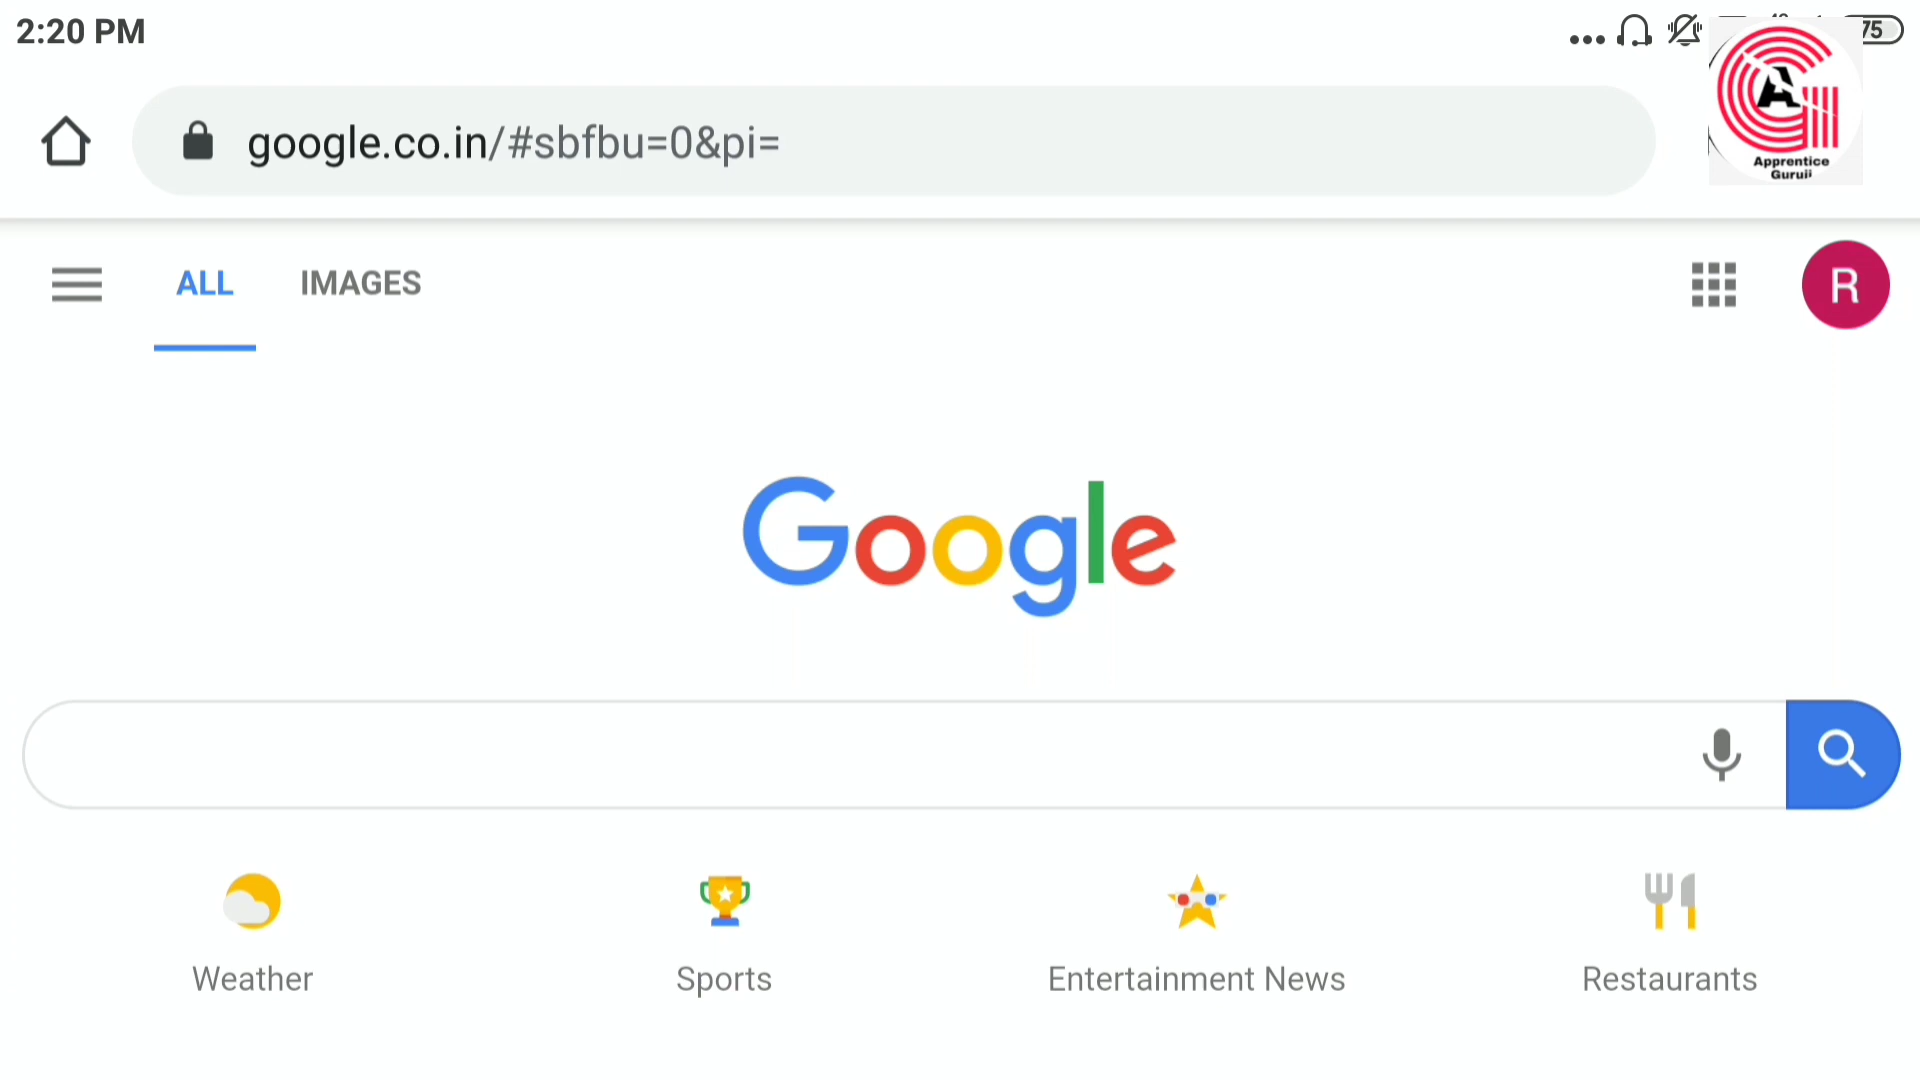 2:20 PM
75
google.co.in/#sbfbu=0&pi=
Apprentice
Guruji
ALL IMAGES
R
Google
Weather Sports Entertainment News Restaurants